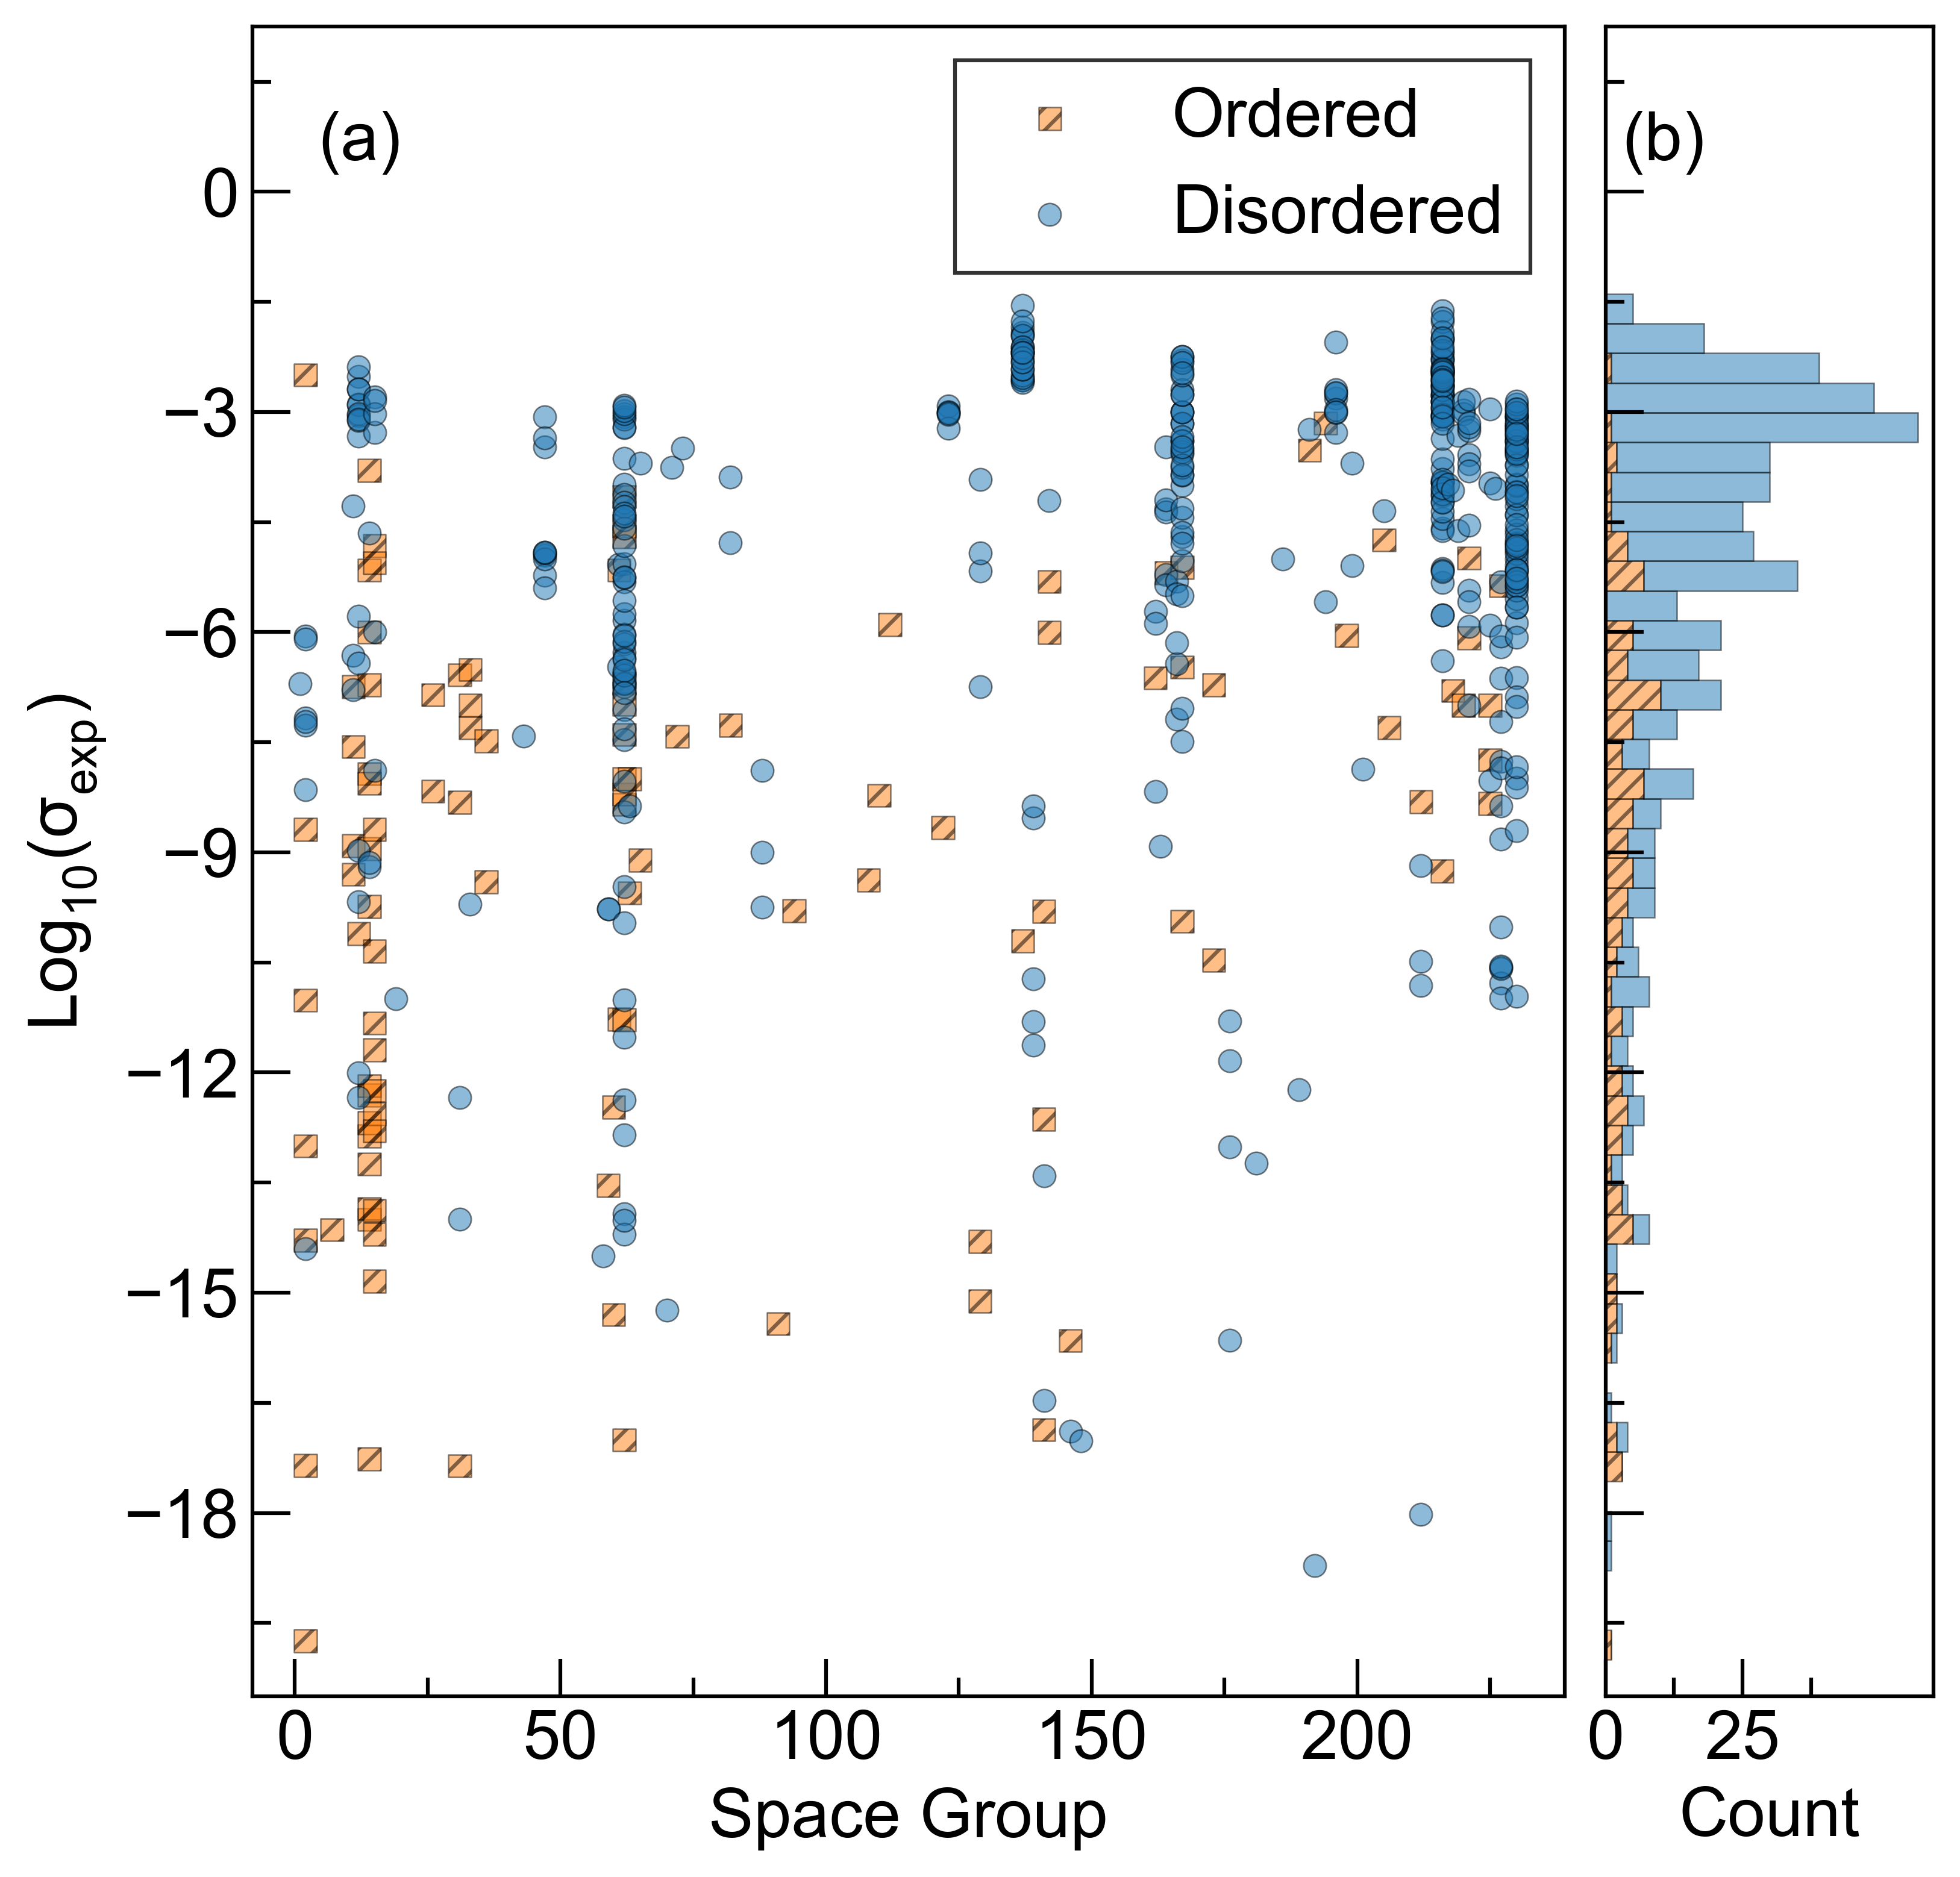 (a)
Ordered
Disordered
(b)
0
−3
−6
−9
−12
−15
−18
Log₁₀(σₑₓₚ)
0 50 100 150 200
Space Group
0 25
Count